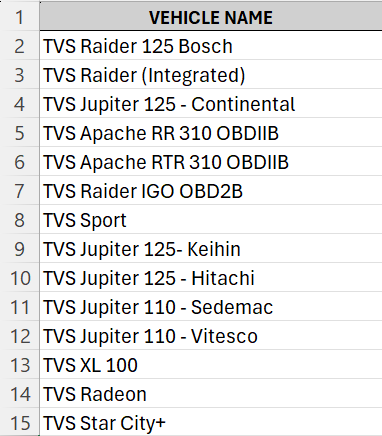 1 VEHICLE NAME
2 TVS Raider 125 Bosch
3 TVS Raider (Integrated)
4 TVS Jupiter 125 - Continental
5 TVS Apache RR 310 OBDIIB
6 TVS Apache RTR 310 OBDIIB
7 TVS Raider IGO OBD2B
8 TVS Sport
9 TVS Jupiter 125- Keihin
10 TVS Jupiter 125 - Hitachi
11 TVS Jupiter 110 - Sedemac
12 TVS Jupiter 110 - Vitesco
13 TVS XL 100
14 TVS Radeon
15 TVS Star City+